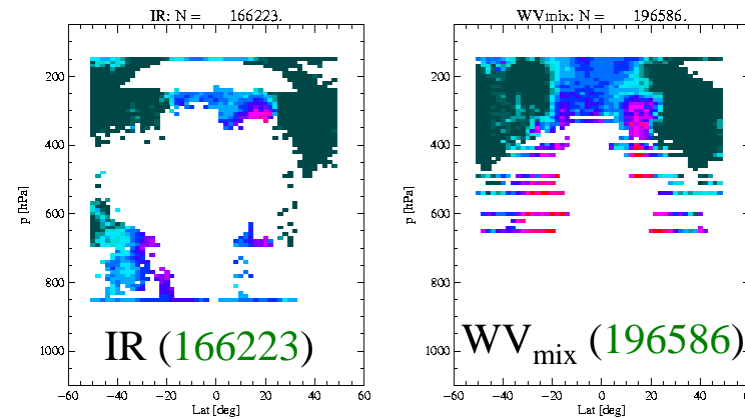 IR: N = 166223.
WVmix: N = 196586.
p [hPa]
200
400
600
800
1000
−60 −40 −20 0 20 40 60
Lat [deg]
IR (166223)
p [hPa]
200
400
600
800
1000
−60 −40 −20 0 20 40
Lat [deg]
WVmix (196586)